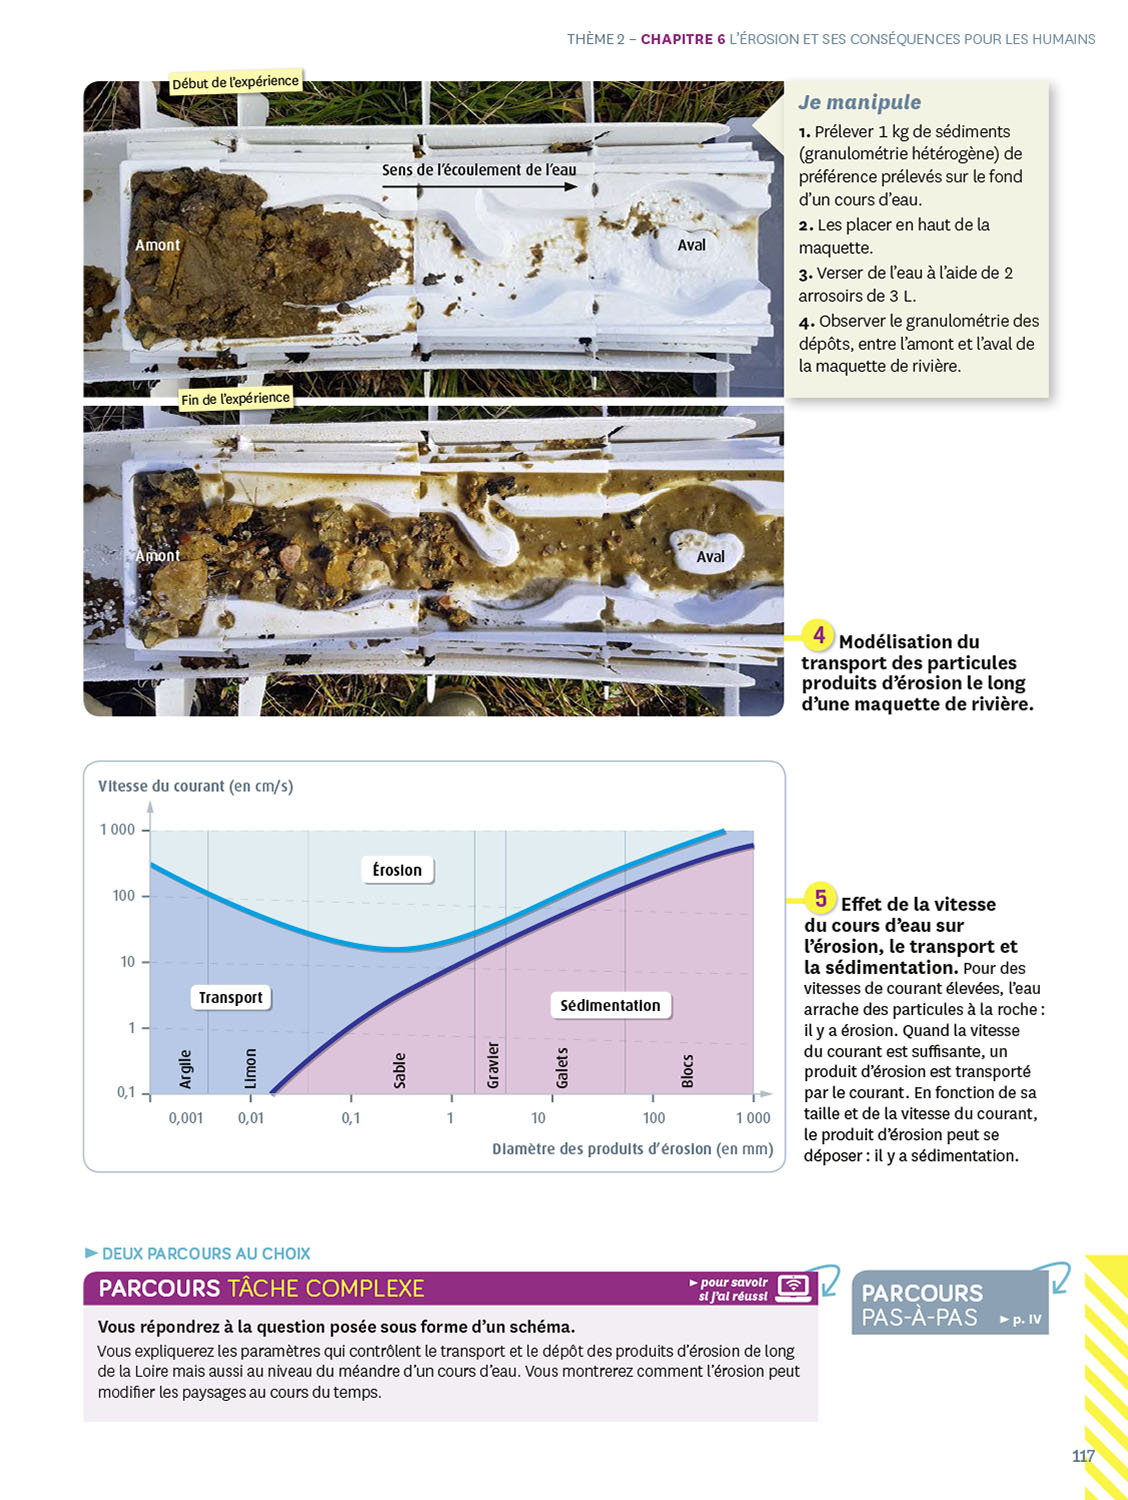 THÈME 2 – CHAPITRE 6 L'ÉROSION ET SES CONSÉQUENCES POUR LES HUMAINS
Début de l'expérience
Sens de l'écoulement de l'eau
Amont
Aval
Je manipule
1. Prélever 1 kg de sédiments
(granulométrie hétérogène) de
préférence prélevés sur le fond
d'un cours d'eau.
2. Les placer en haut de la
maquette.
3. Verser de l'eau à l'aide de 2
arrosoirs de 3 L.
4. Observer le granulométrie des
dépôts, entre l'amont et l'aval de
la maquette de rivière.
Fin de l'expérience
Amont
Aval
4 Modélisation du
transport des particules
produits d'érosion le long
d'une maquette de rivière.
Vitesse du courant (en cm/s)
1 000
100
10
1
0,1
Érosion
Transport
Sédimentation
Argile
Limon
Sable
Gravier
Galets
Blocs
0,001
0,01
0,1
1
10
100
1 000
Diamètre des produits d'érosion (en mm)
5 Effet de la vitesse
du cours d'eau sur
l'érosion, le transport et
la sédimentation. Pour des
vitesses de courant élevées, l'eau
arrache des particules à la roche :
il y a érosion. Quand la vitesse
du courant est suffisante, un
produit d'érosion est transporté
par le courant. En fonction de sa
taille et de la vitesse du courant,
le produit d'érosion peut se
déposer : il y a sédimentation.
DEUX PARCOURS AU CHOIX
PARCOURS TÂCHE COMPLEXE
pour savoir
si j'ai réussi
Vous répondrez à la question posée sous forme d'un schéma.
Vous expliquerez les paramètres qui contrôlent le transport et le dépôt des produits d'érosion de long
de la Loire mais aussi au niveau du méandre d'un cours d'eau. Vous montrerez comment l'érosion peut
modifier les paysages au cours du temps.
PARCOURS
PAS-À-PAS
p. IV
117